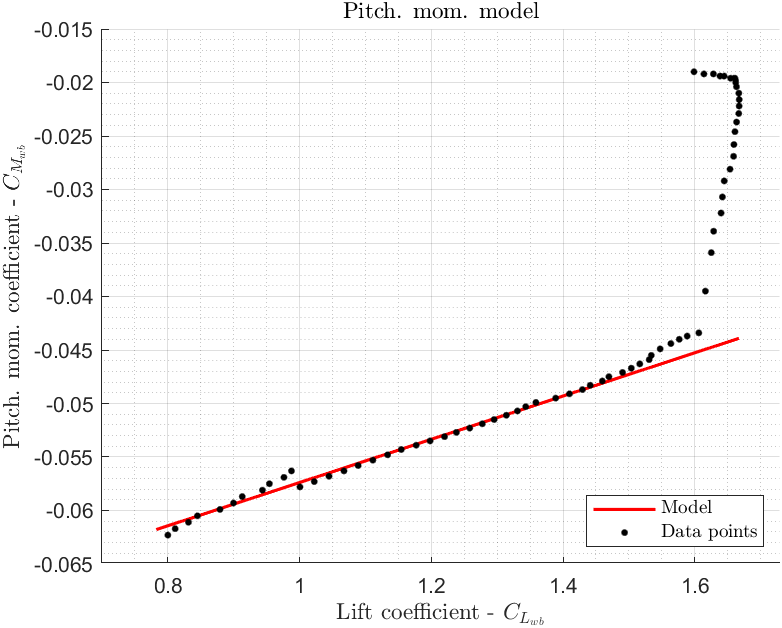 Pitch. mom. model
Pitch. mom. coefficient - C_{M_{wb}}
-0.015
-0.02
-0.025
-0.03
-0.035
-0.04
-0.045
-0.05
-0.055
-0.06
-0.065
0.8 1 1.2 1.4 1.6
Lift coefficient - C_{L_{wb}}
Model
Data points